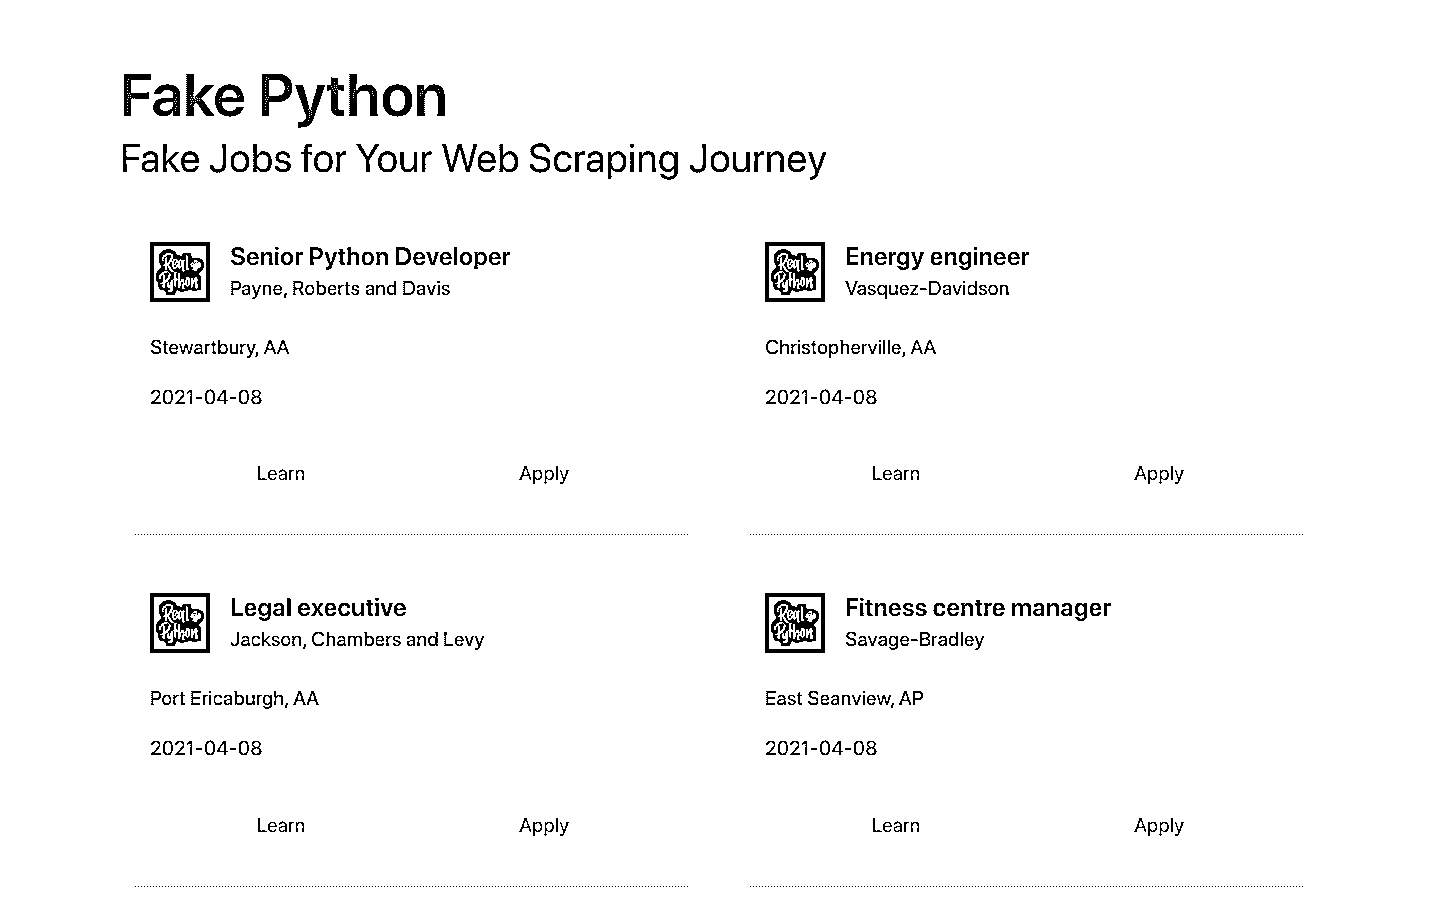 Fake Python
Fake Jobs for Your Web Scraping Journey
Real Python
Senior Python Developer
Payne, Roberts and Davis
Stewartbury, AA
2021-04-08
Learn
Apply
Real Python
Energy engineer
Vasquez-Davidson
Christopherville, AA
2021-04-08
Learn
Apply
Real Python
Legal executive
Jackson, Chambers and Levy
Port Ericaburgh, AA
2021-04-08
Learn
Apply
Real Python
Fitness centre manager
Savage-Bradley
East Seanview, AP
2021-04-08
Learn
Apply